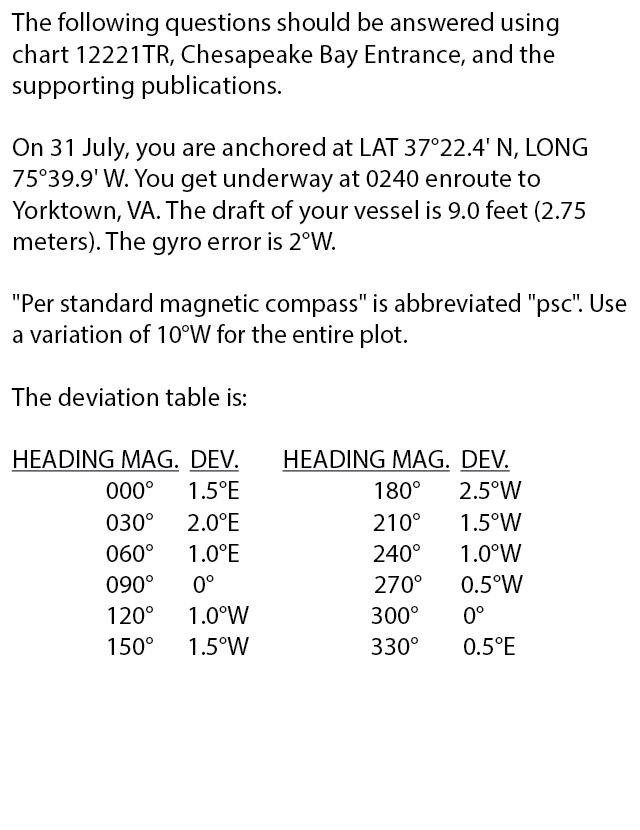 The following questions should be answered using
chart 12221TR, Chesapeake Bay Entrance, and the
supporting publications.
On 31 July, you are anchored at LAT 37°22.4' N, LONG
75°39.9' W. You get underway at 0240 enroute to
Yorktown, VA. The draft of your vessel is 9.0 feet (2.75
meters). The gyro error is 2°W.
"Per standard magnetic compass" is abbreviated "psc". Use
a variation of 10°W for the entire plot.
The deviation table is:
HEADING MAG. DEV. HEADING MAG. DEV.
000° 1.5°E 180° 2.5°W
030° 2.0°E 210° 1.5°W
060° 1.0°E 240° 1.0°W
090° 0° 270° 0.5°W
120° 1.0°W 300° 0°
150° 1.5°W 330° 0.5°E